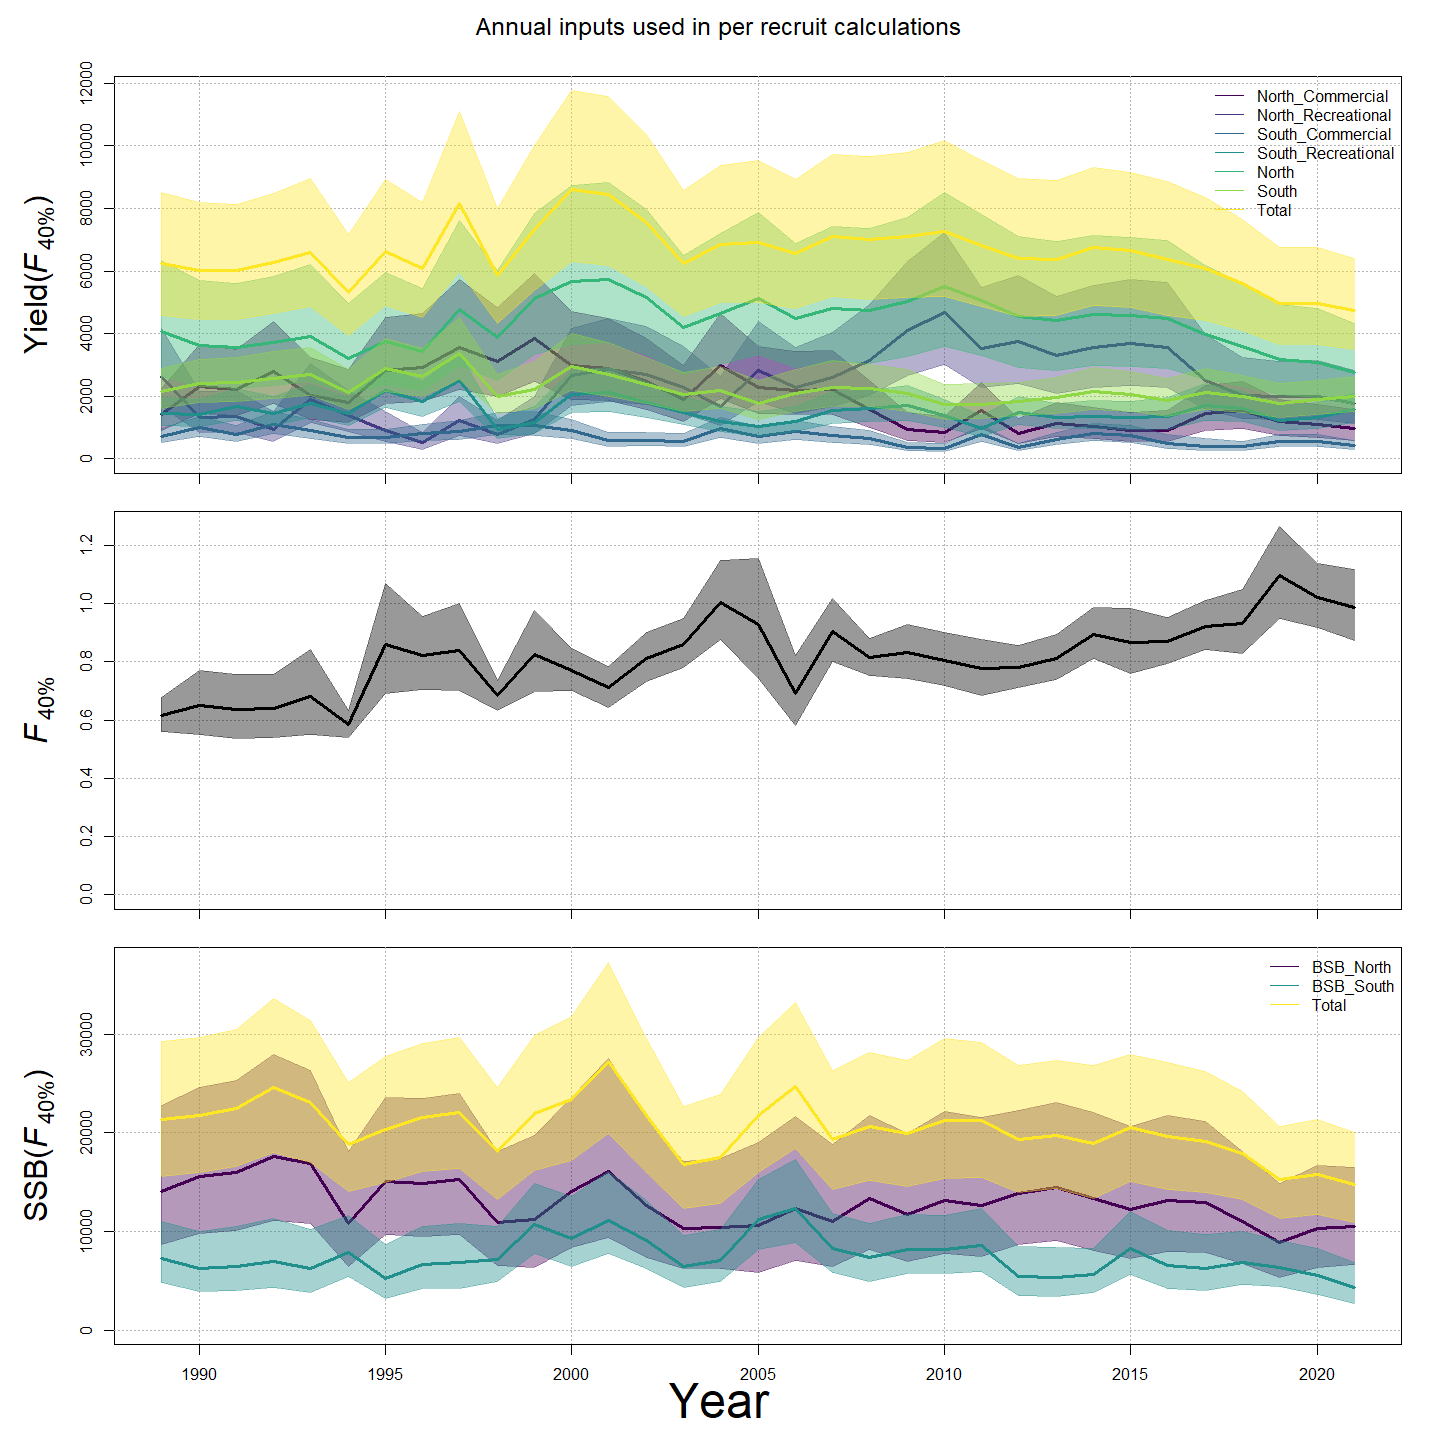 Annual inputs used in per recruit calculations
Yield(F40%)
12000
10000
8000
6000
4000
2000
0
North_Commercial
North_Recreational
South_Commercial
South_Recreational
North
South
Total
F40%
1.2
1.0
0.8
0.6
0.4
0.2
0.0
SSB(F40%)
30000
20000
10000
0
BSB_North
BSB_South
Total
1990 1995 2000 2005 2010 2015 2020
Year